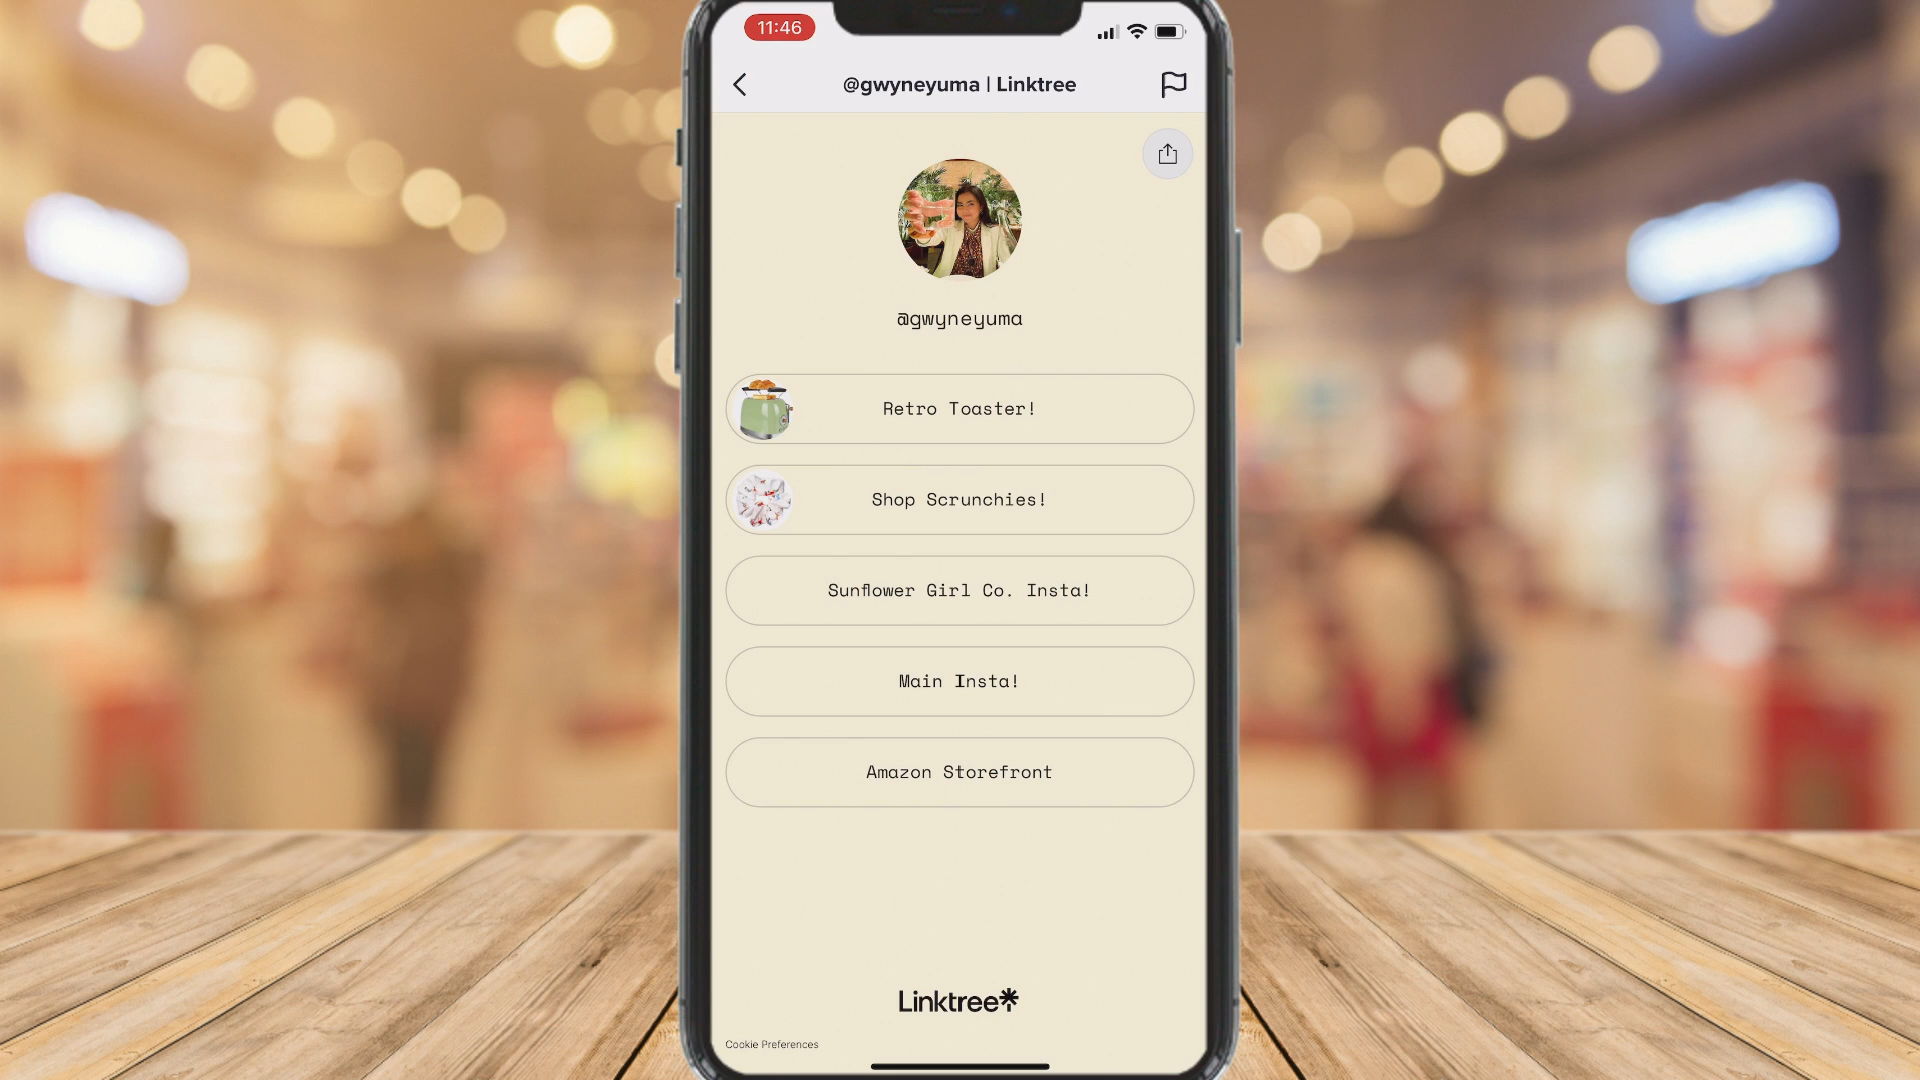 11:46
@gwyneyuma | Linktree
@gwyneyuma
Retro Toaster!
Shop Scrunchies!
Sunflower Girl Co. Insta!
Main Insta!
Amazon Storefront
Linktree
Cookie Preferences